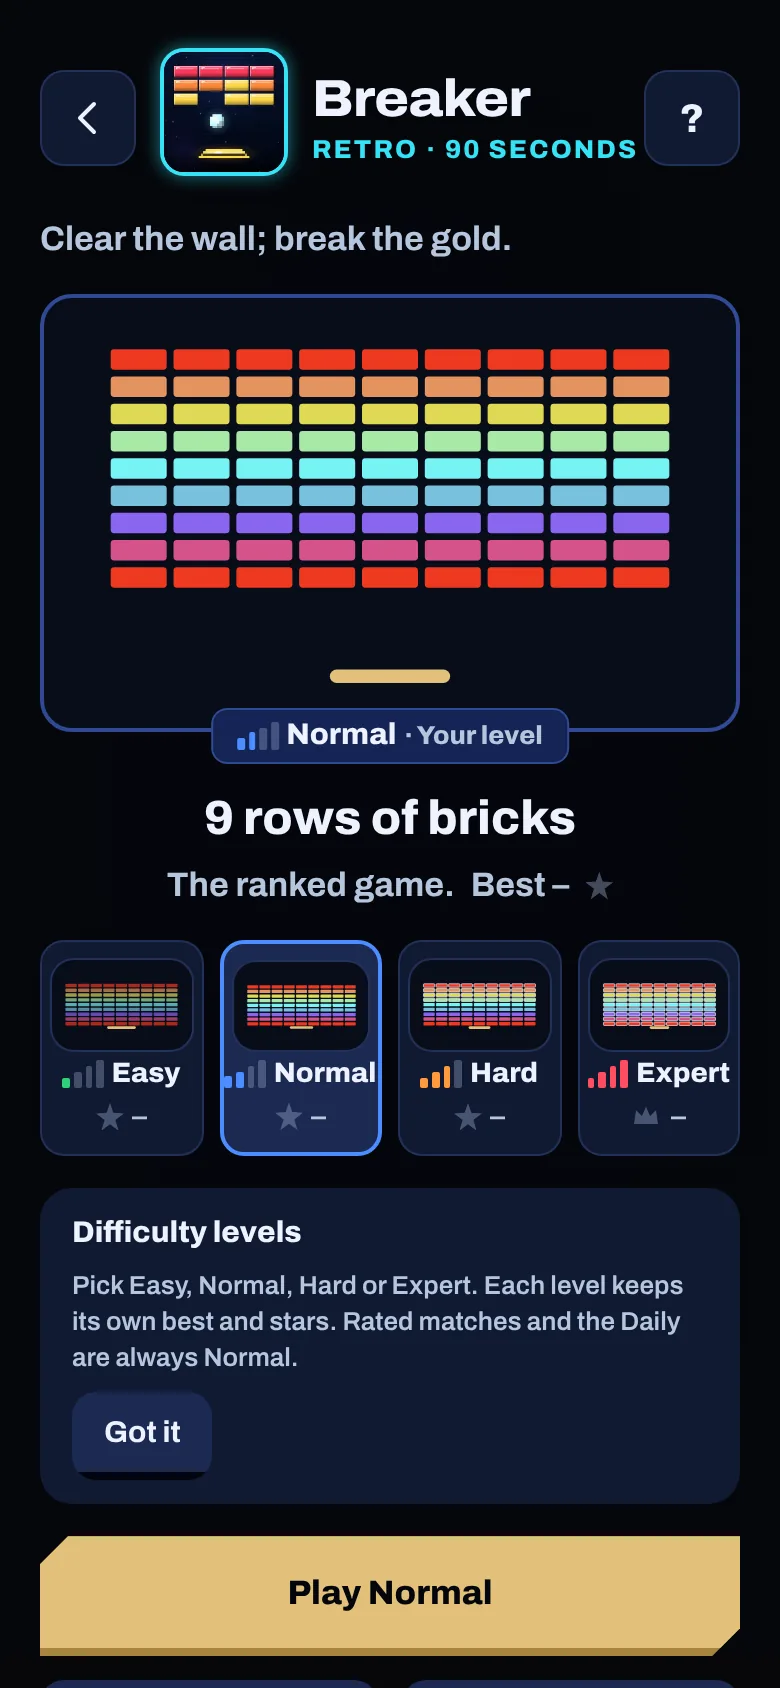 Breaker
RETRO · 90 SECONDS
?
Clear the wall; break the gold.
Normal · Your level
9 rows of bricks
The ranked game. Best –
Easy
–
Normal
–
Hard
–
Expert
–
Difficulty levels
Pick Easy, Normal, Hard or Expert. Each level keeps
its own best and stars. Rated matches and the Daily
are always Normal.
Got it
Play Normal